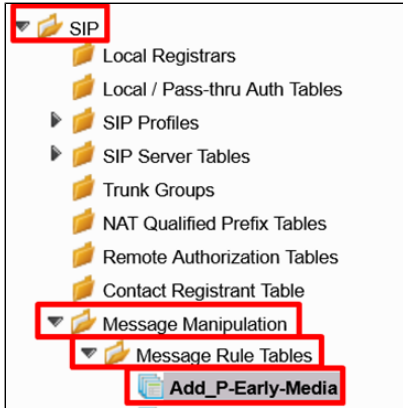 SIP
Local Registrars
Local / Pass-thru Auth Tables
SIP Profiles
SIP Server Tables
Trunk Groups
NAT Qualified Prefix Tables
Remote Authorization Tables
Contact Registrant Table
Message Manipulation
Message Rule Tables
Add_P-Early-Media